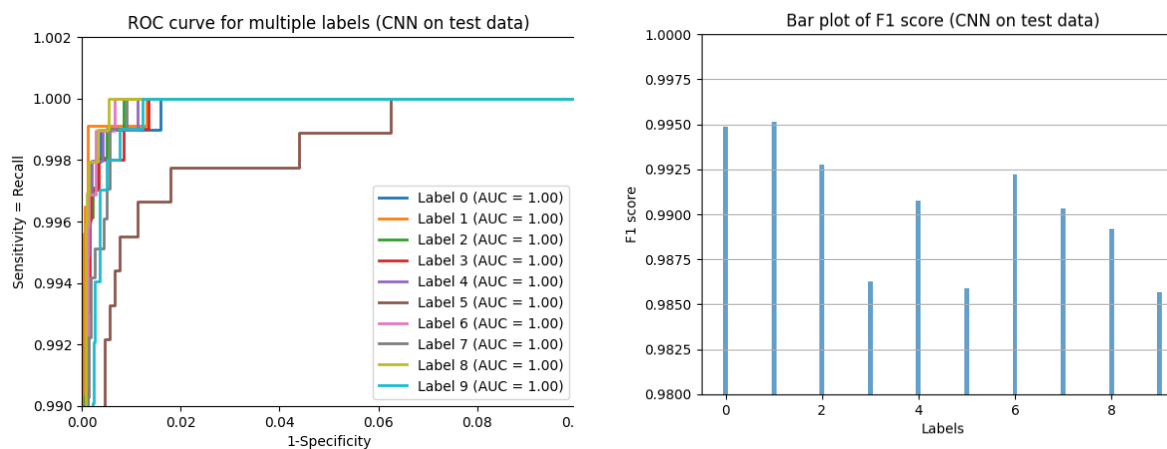 ROC curve for multiple labels (CNN on test data)
1.002
1.000
0.998
0.996
0.994
0.992
0.990
Sensitivity = Recall
Label 0 (AUC = 1.00)
Label 1 (AUC = 1.00)
Label 2 (AUC = 1.00)
Label 3 (AUC = 1.00)
Label 4 (AUC = 1.00)
Label 5 (AUC = 1.00)
Label 6 (AUC = 1.00)
Label 7 (AUC = 1.00)
Label 8 (AUC = 1.00)
Label 9 (AUC = 1.00)
0.00 0.02 0.04 0.06 0.08 0.
1-Specificity
Bar plot of F1 score (CNN on test data)
1.0000
0.9975
0.9950
0.9925
0.9900
0.9875
0.9850
0.9825
0.9800
F1 score
0 2 4 6 8
Labels